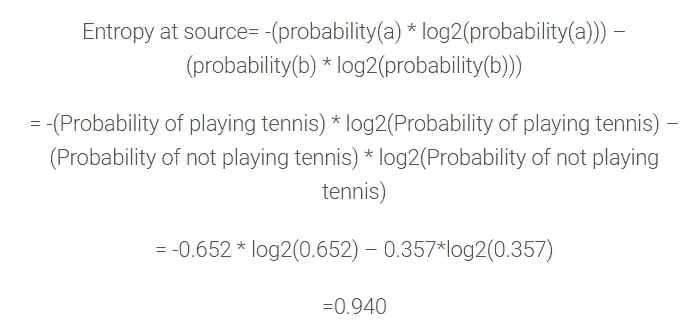 Entropy at source= -(probability(a) * log2(probability(a))) –
(probability(b) * log2(probability(b)))
= -(Probability of playing tennis) * log2(Probability of playing tennis) –
(Probability of not playing tennis) * log2(Probability of not playing
tennis)
= -0.652 * log2(0.652) – 0.357*log2(0.357)
=0.940